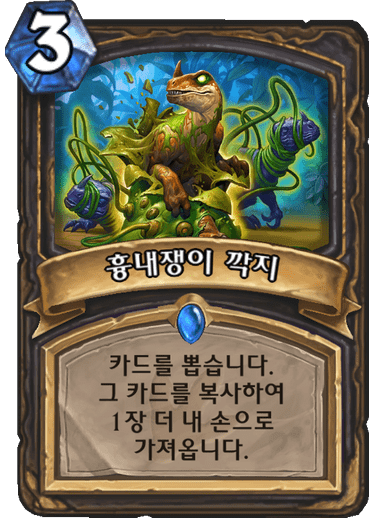 3
흉내쟁이 깍지
카드를 뽑습니다.
그 카드를 복사하여
1장 더 내 손으로
가져옵니다.